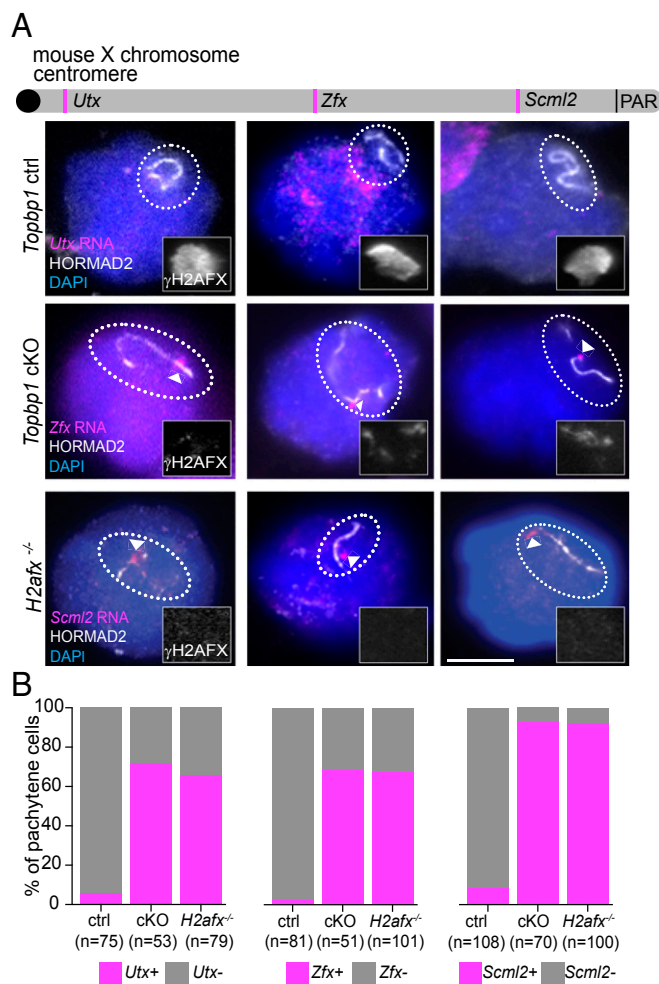 A
mouse X chromosome
centromere
Utx Zfx Scml2 PAR
Topbp1 ctrl
Utx RNA
HORMAD2
DAPI
γH2AFX
Topbp1 cKO
Zfx RNA
HORMAD2
DAPI
γH2AFX
H2afx -/-
Scml2 RNA
HORMAD2
DAPI
γH2AFX
B
% of pachytene cells
100
80
60
40
20
0
ctrl cKO H2afx-/- ctrl cKO H2afx-/- ctrl cKO H2afx-/-
(n=75) (n=53) (n=79) (n=81) (n=51) (n=101) (n=108) (n=70) (n=100)
Utx+ Utx- Zfx+ Zfx- Scml2+ Scml2-